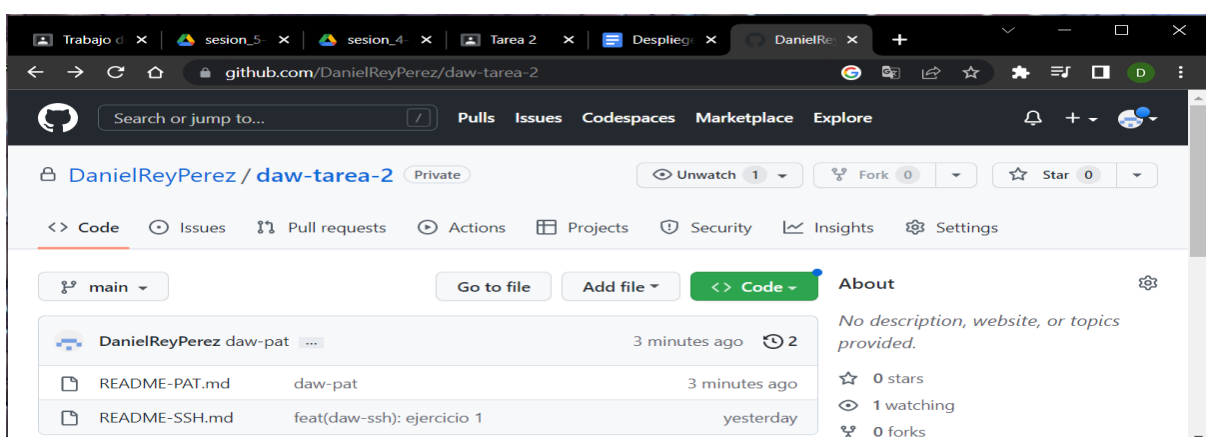 Trabajo d sesion_5- sesion_4- Tarea 2 Desplieg DanielRe
github.com/DanielReyPerez/daw-tarea-2 D
Search or jump to... / Pulls Issues Codespaces Marketplace Explore
DanielReyPerez / daw-tarea-2 Private Unwatch 1 Fork 0 Star 0
<> Code Issues Pull requests Actions Projects Security Insights Settings
main Go to file Add file <> Code About
No description, website, or topics
provided.
DanielReyPerez daw-pat ... 3 minutes ago 2
README-PAT.md daw-pat 3 minutes ago
0 stars
README-SSH.md feat(daw-ssh): ejercicio 1 yesterday
1 watching
0 forks